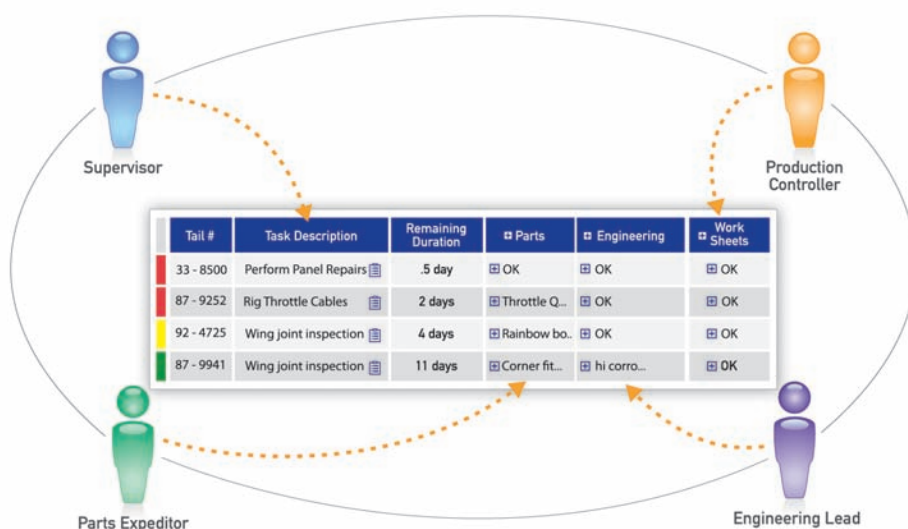 Supervisor
Production
Controller
Tail # Task Description Remaining Duration Parts Engineering Work Sheets
33 - 8500 Perform Panel Repairs .5 day OK OK OK
87 - 9252 Rig Throttle Cables 2 days Throttle Q... OK OK
92 - 4725 Wing joint inspection 4 days Rainbow bo.. OK OK
87 - 9941 Wing joint inspection 11 days Corner fit... hi corro... OK
Parts Expeditor
Engineering Lead